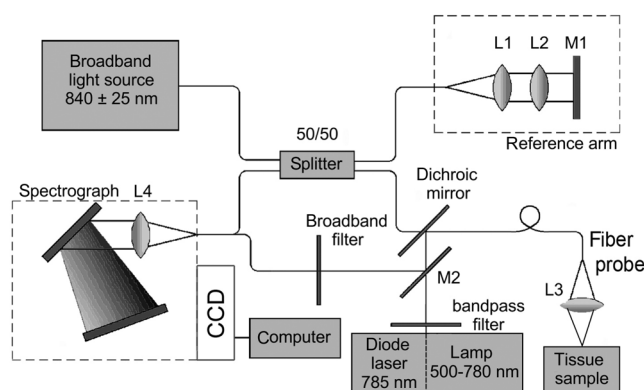 Broadband
light source
840 ± 25 nm
L1 L2 M1
Reference arm
50/50
Splitter
Dichroic
mirror
Spectrograph
L4
Broadband
filter
M2
Fiber
probe
L3
CCD
Computer
bandpass
filter
Diode
laser
785 nm
Lamp
500-780 nm
Tissue
sample